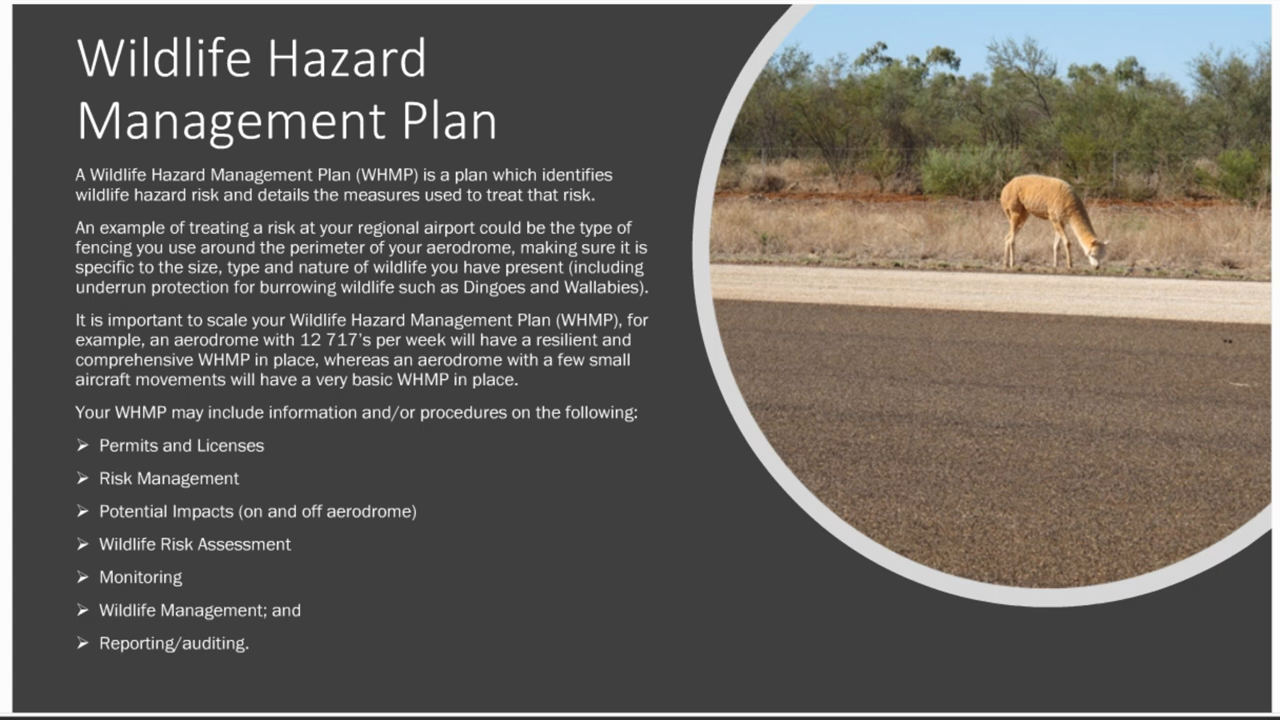 Wildlife Hazard
Management Plan
A Wildlife Hazard Management Plan (WHMP) is a plan which identifies
wildlife hazard risk and details the measures used to treat that risk.
An example of treating a risk at your regional airport could be the type of
fencing you use around the perimeter of your aerodrome, making sure it is
specific to the size, type and nature of wildlife you have present (including
underrun protection for burrowing wildlife such as Dingoes and Wallabies).
It is important to scale your Wildlife Hazard Management Plan (WHMP), for
example, an aerodrome with 12 717’s per week will have a resilient and
comprehensive WHMP in place, whereas an aerodrome with a few small
aircraft movements will have a very basic WHMP in place.
Your WHMP may include information and/or procedures on the following:
➢ Permits and Licenses
➢ Risk Management
➢ Potential Impacts (on and off aerodrome)
➢ Wildlife Risk Assessment
➢ Monitoring
➢ Wildlife Management; and
➢ Reporting/auditing.